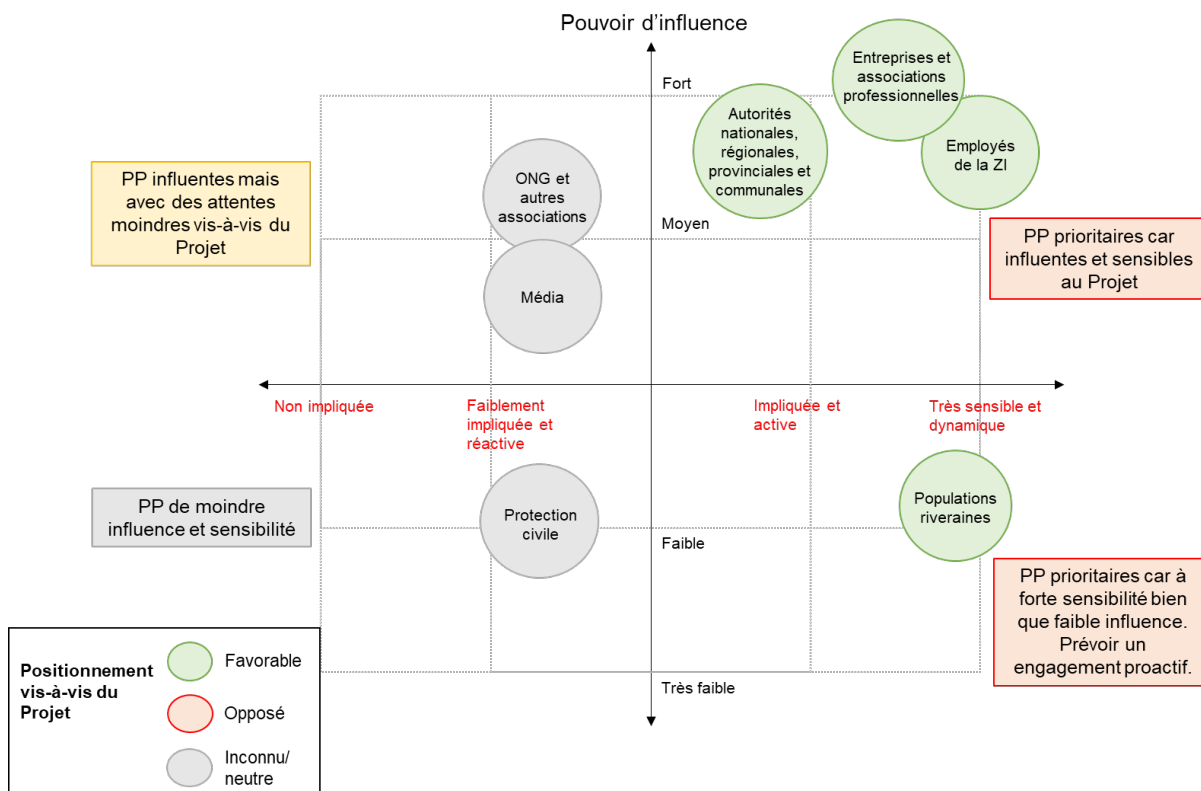 Pouvoir d'influence
Fort
Entreprises et
associations
professionnelles
Autorités
nationales,
régionales,
provinciales et
communales
Employés
de la ZI
PP influentes mais
avec des attentes
moindres vis-à-vis du
Projet
ONG et
autres
associations
Moyen
PP prioritaires car
influentes et sensibles
au Projet
Média
Non impliquée
Faiblement
impliquée et
réactive
Impliquée et
active
Très sensible et
dynamique
PP de moindre
influence et sensibilité
Protection
civile
Faible
Populations
riveraines
PP prioritaires car à
forte sensibilité bien
que faible influence.
Prévoir un
engagement proactif.
Très faible
Positionnement
vis-à-vis du
Projet
Favorable
Opposé
Inconnu/
neutre